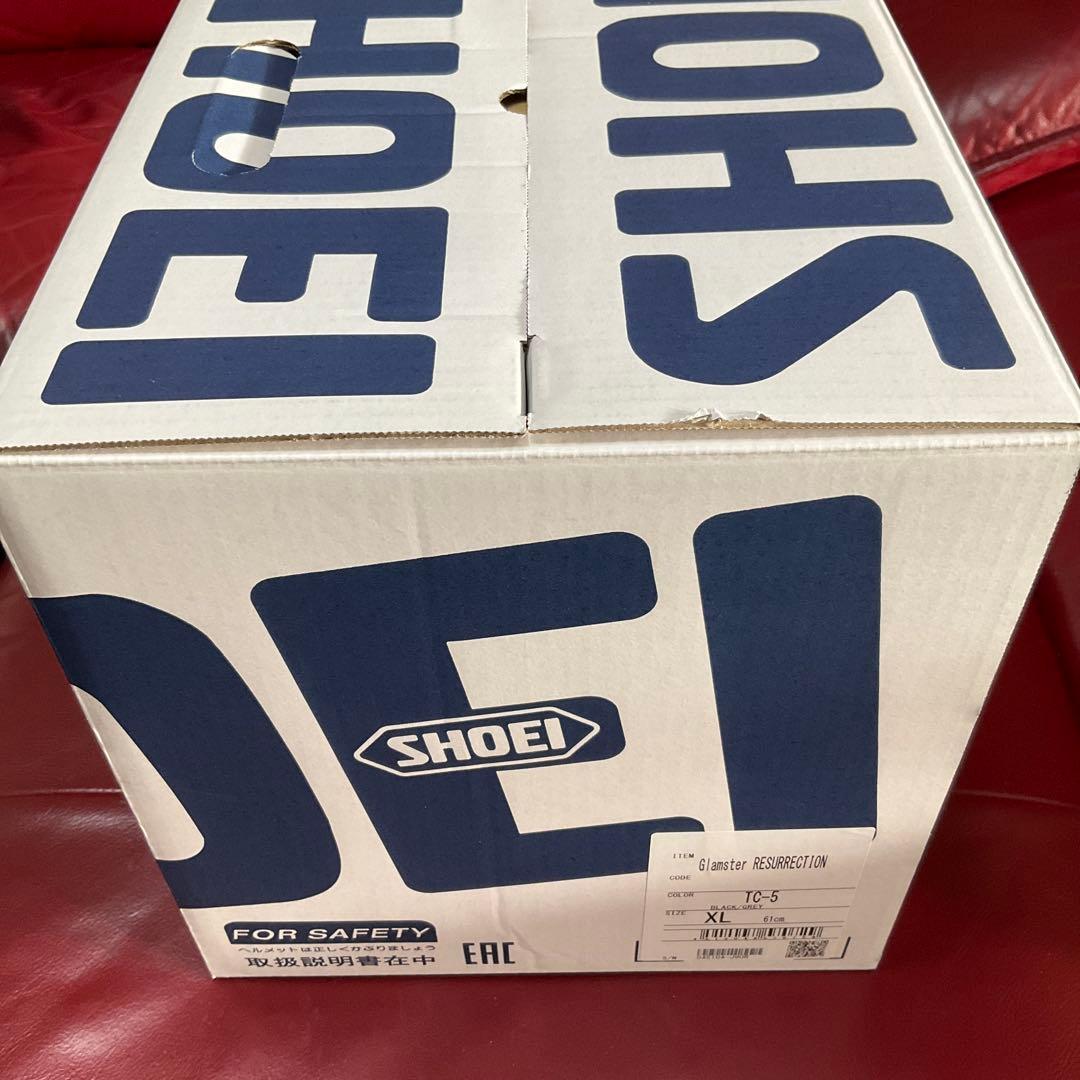 SHOEI
SHOEI
SHOEI
SHOEI
FOR SAFETY
ヘルメットは正しくかぶりましょう
取扱説明書在中
EAC
ITEM Glamster RESURRECTION
CODE
COLOR TC-5
BLACK/GREY
SIZE XL 61cm
S/N